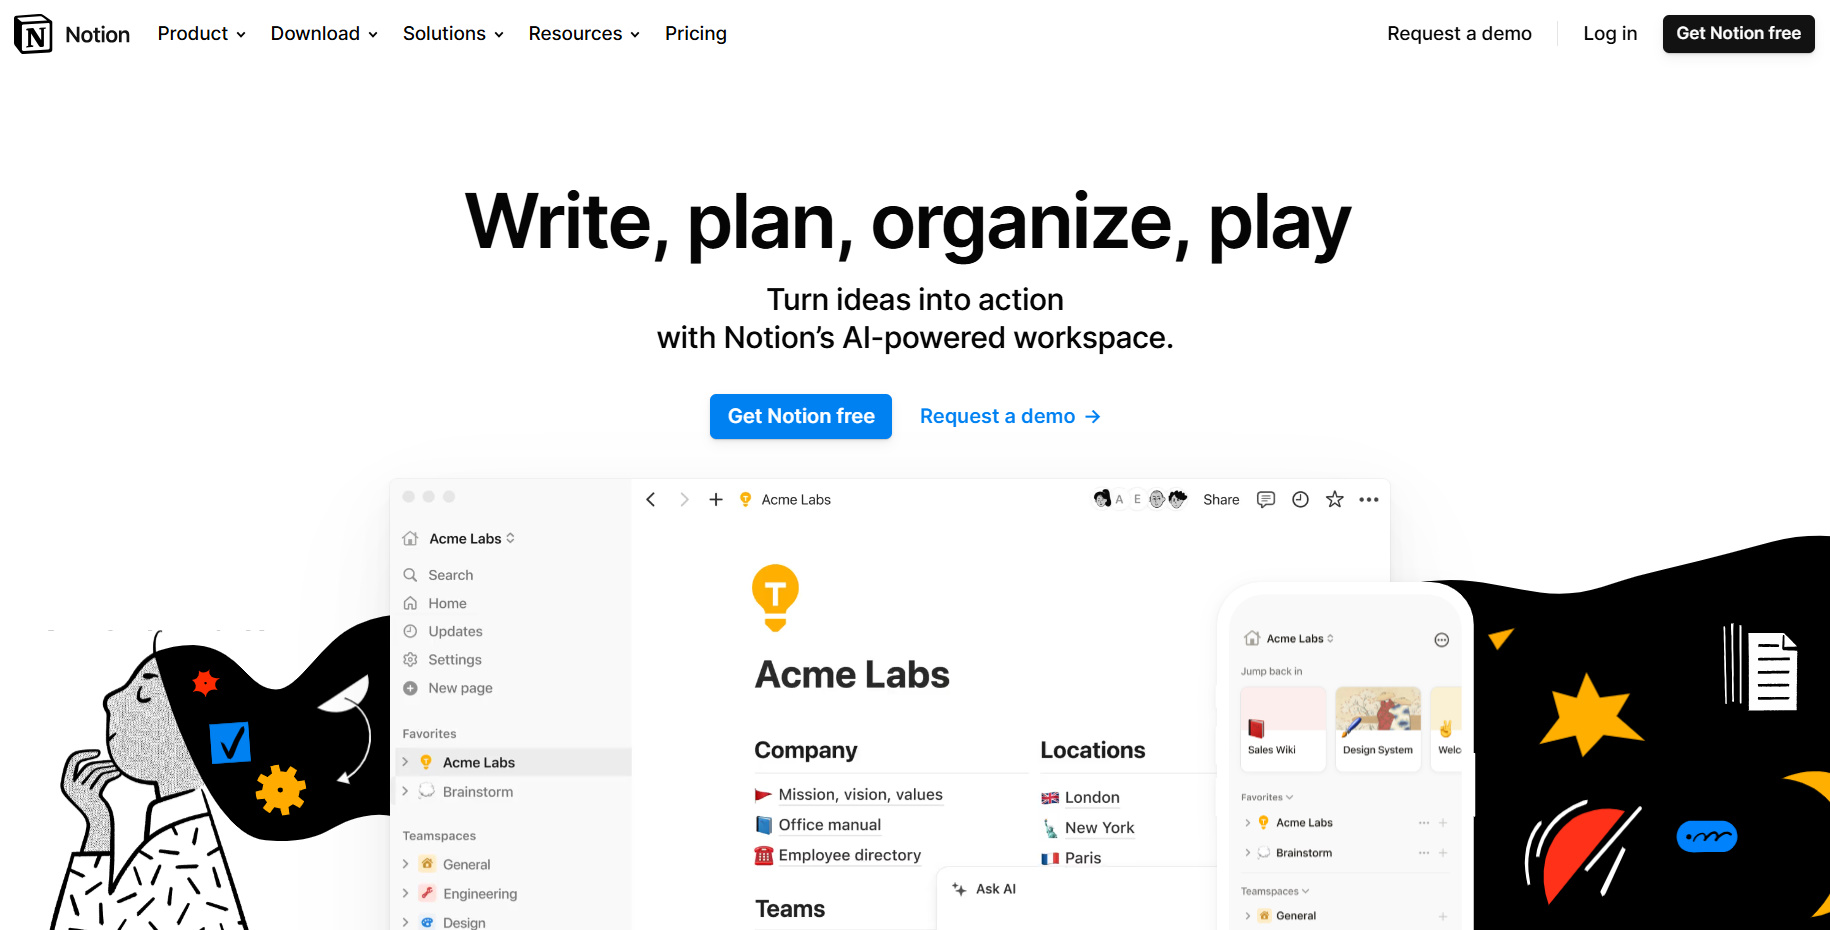 Notion
Product
Download
Solutions
Resources
Pricing
Request a demo
Log in
Get Notion free
Write, plan, organize, play
Turn ideas into action
with Notion’s AI-powered workspace.
Get Notion free
Request a demo →
Acme Labs
A
E
Share
Acme Labs
Search
Home
Updates
Settings
New page
Favorites
Acme Labs
Brainstorm
Teamspaces
General
Engineering
Design
Acme Labs
Company
Mission, vision, values
Office manual
Employee directory
Teams
Locations
London
New York
Paris
Ask AI
Acme Labs
Jump back in
Sales Wiki
Design System
Welc
Favorites
Acme Labs
Brainstorm
Teamspaces
General